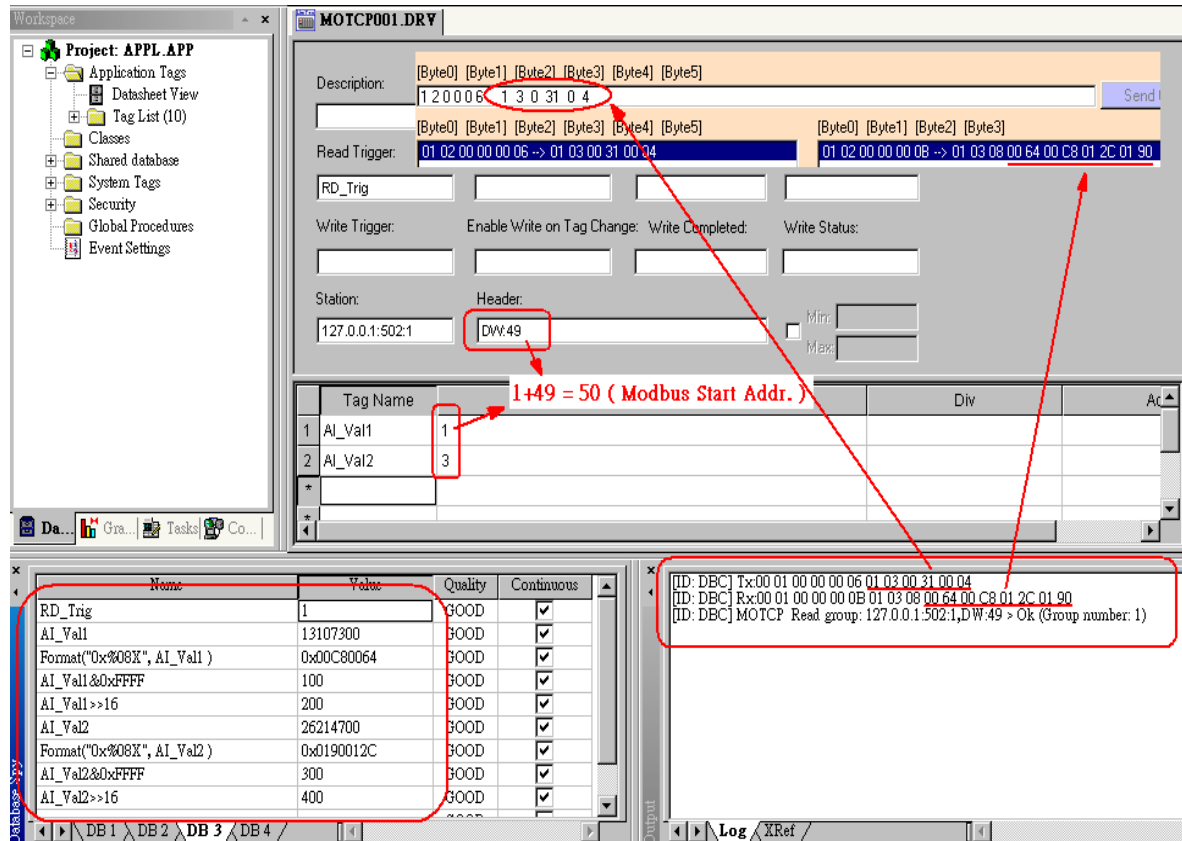 Workspace
Project: APPL.APP
Application Tags
Datasheet View
Tag List (10)
Classes
Shared database
System Tags
Security
Global Procedures
Event Settings
Da... Gra... Tasks Co...
MOTCP001.DRV
Description:
[Byte0] [Byte1] [Byte2] [Byte3] [Byte4] [Byte5]
1 2 0 0 0 6 1 3 0 31 0 4
Send
[Byte0] [Byte1] [Byte2] [Byte3] [Byte4] [Byte5]
[Byte0] [Byte1] [Byte2] [Byte3]
Read Trigger:
01 02 00 00 00 06 --> 01 03 00 31 00 04
01 02 00 00 00 0B --> 01 03 08 00 64 00 C8 01 2C 01 90
RD_Trig
Write Trigger: Enable Write on Tag Change: Write Completed: Write Status:
Station: Header:
127.0.0.1:502:1 DW:49
Min:
Max:
1+49 = 50 ( Modbus Start Addr. )
Tag Name Div
1 AI_Val1 1
2 AI_Val2 3
*
*
Name Value Quality Continuous
RD_Trig 1 GOOD
AI_Val1 13107300 GOOD
Format("0x%08X", AI_Val1 ) 0x00C80064 GOOD
AI_Val1&0xFFFF 100 GOOD
AI_Val1>>16 200 GOOD
AI_Val2 26214700 GOOD
Format("0x%08X", AI_Val2 ) 0x0190012C GOOD
AI_Val2&0xFFFF 300 GOOD
AI_Val2>>16 400 GOOD
Database Spy
DB 1 DB 2 DB 3 DB 4
[ID: DBC] Tx:00 01 00 00 00 06 01 03 00 31 00 04
[ID: DBC] Rx:00 01 00 00 00 0B 01 03 08 00 64 00 C8 01 2C 01 90
[ID: DBC] MOTCP Read group: 127.0.0.1:502:1,DW:49 > Ok (Group number: 1)
Output
Log XRef